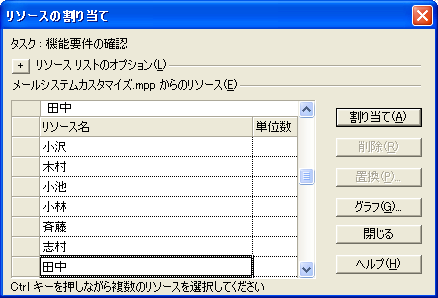 リソースの割り当て
タスク : 機能要件の確認
+ リソース リストのオプション(L)
メールシステムカスタマイズ.mpp からのリソース(E)
田中
リソース名 単位数
小沢
木村
小池
小林
斉藤
志村
田中
割り当て(A)
削除(R)
置換(P)...
グラフ(G)...
閉じる
ヘルプ(H)
Ctrl キーを押しながら複数のリソースを選択してください